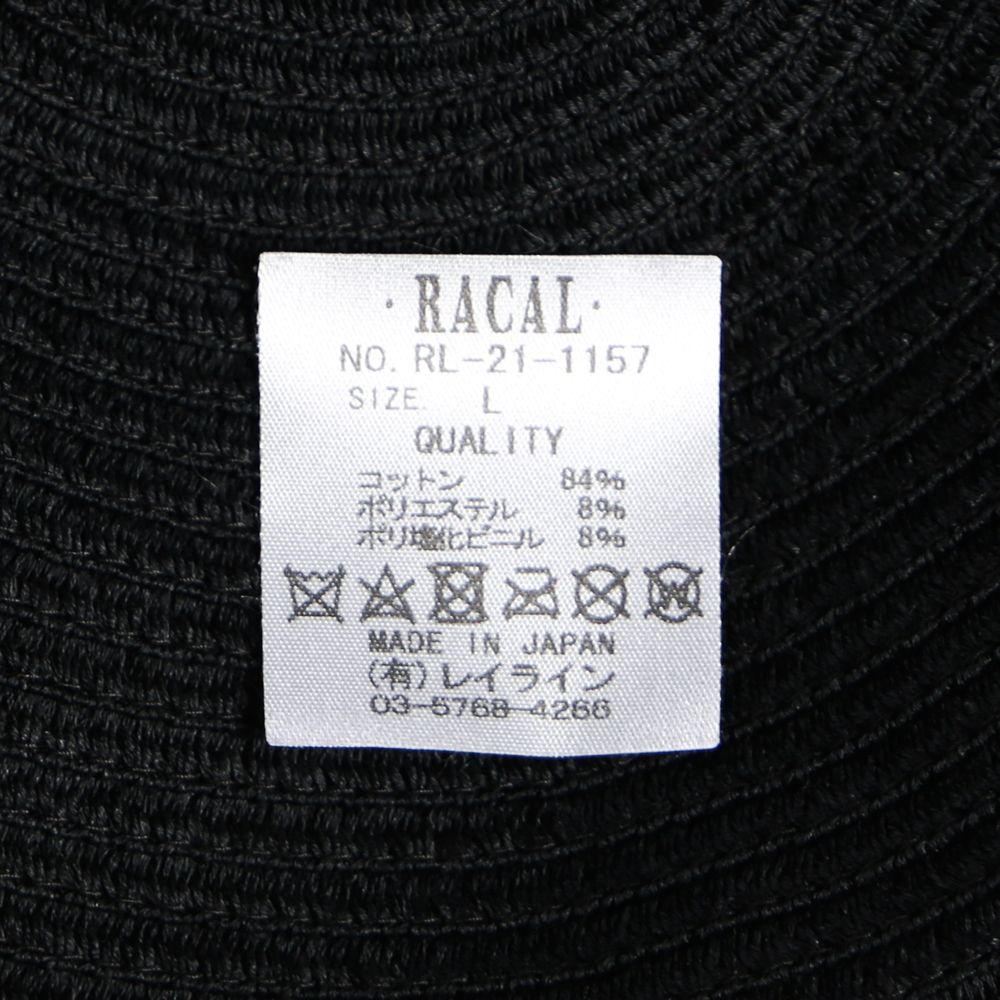 ・RACAL・
NO. RL-21-1157
SIZE. L
QUALITY
コットン 84%
ポリエステル 8%
ポリ塩化ビニル 8%
MADE IN JAPAN
(有)レイライン
03-5768-4266